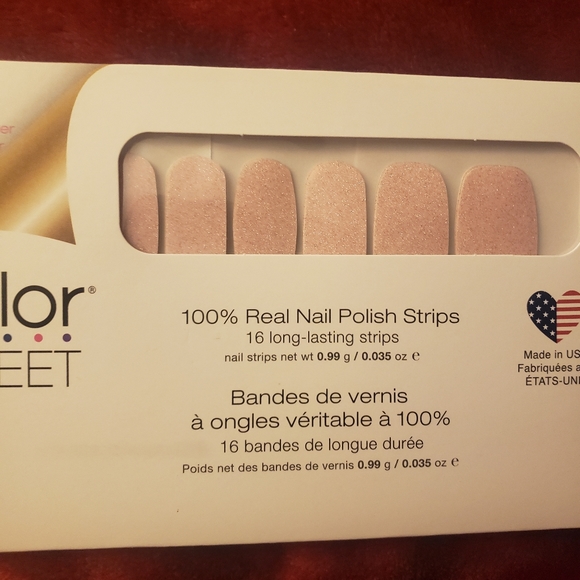 er
lor®
EET
100% Real Nail Polish Strips
16 long-lasting strips
nail strips net wt 0.99 g / 0.035 oz ℮
Bandes de vernis
à ongles véritable à 100%
16 bandes de longue durée
Poids net des bandes de vernis 0.99 g / 0.035 oz ℮
Made in US
Fabriquées a
ÉTATS-UNI